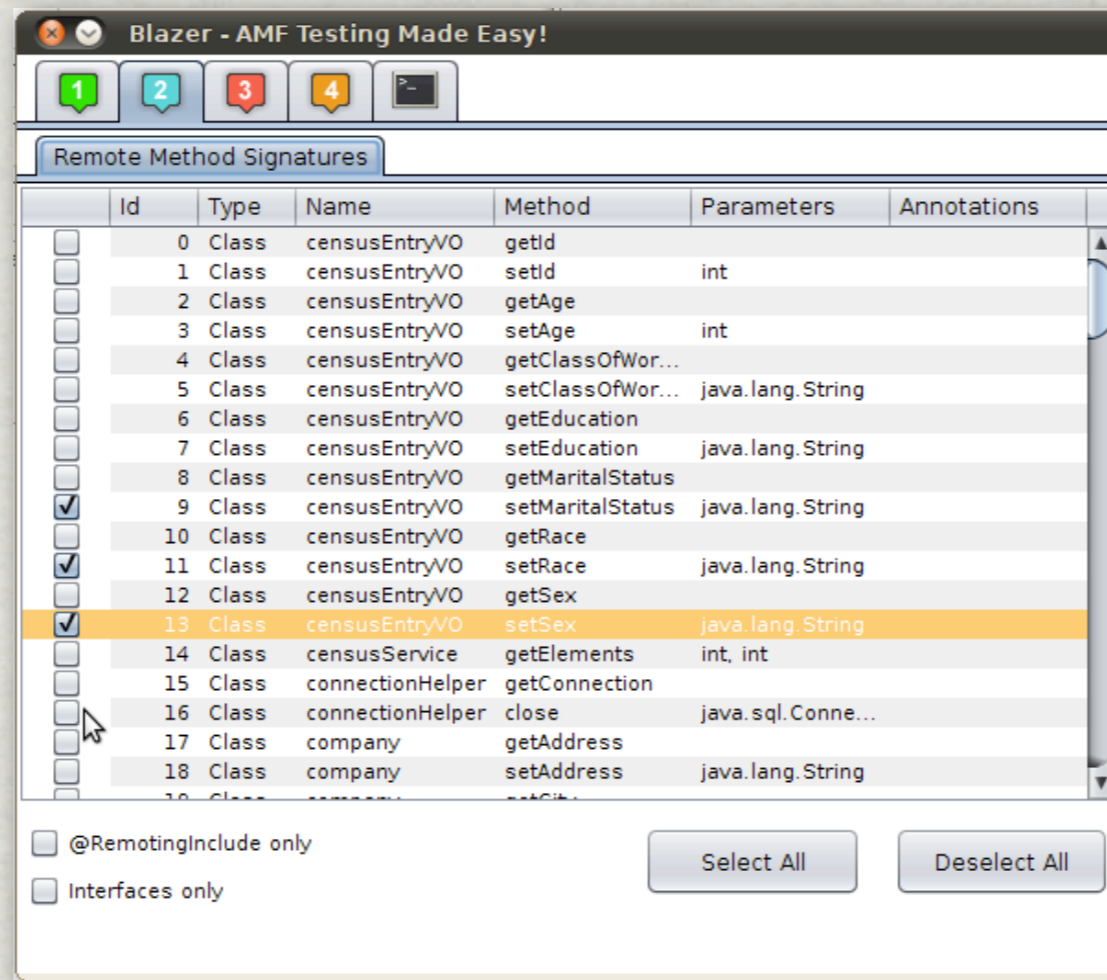 Blazer - AMF Testing Made Easy!
1 2 3 4 >_
Remote Method Signatures
Id Type Name Method Parameters Annotations
0 Class censusEntryVO getId
1 Class censusEntryVO setId int
2 Class censusEntryVO getAge
3 Class censusEntryVO setAge int
4 Class censusEntryVO getClassOfWor...
5 Class censusEntryVO setClassOfWor... java.lang.String
6 Class censusEntryVO getEducation
7 Class censusEntryVO setEducation java.lang.String
8 Class censusEntryVO getMaritalStatus
9 Class censusEntryVO setMaritalStatus java.lang.String
10 Class censusEntryVO getRace
11 Class censusEntryVO setRace java.lang.String
12 Class censusEntryVO getSex
13 Class censusEntryVO setSex java.lang.String
14 Class censusService getElements int, int
15 Class connectionHelper getConnection
16 Class connectionHelper close java.sql.Conne...
17 Class company getAddress
18 Class company setAddress java.lang.String
@RemotingInclude only
Interfaces only
Select All Deselect All